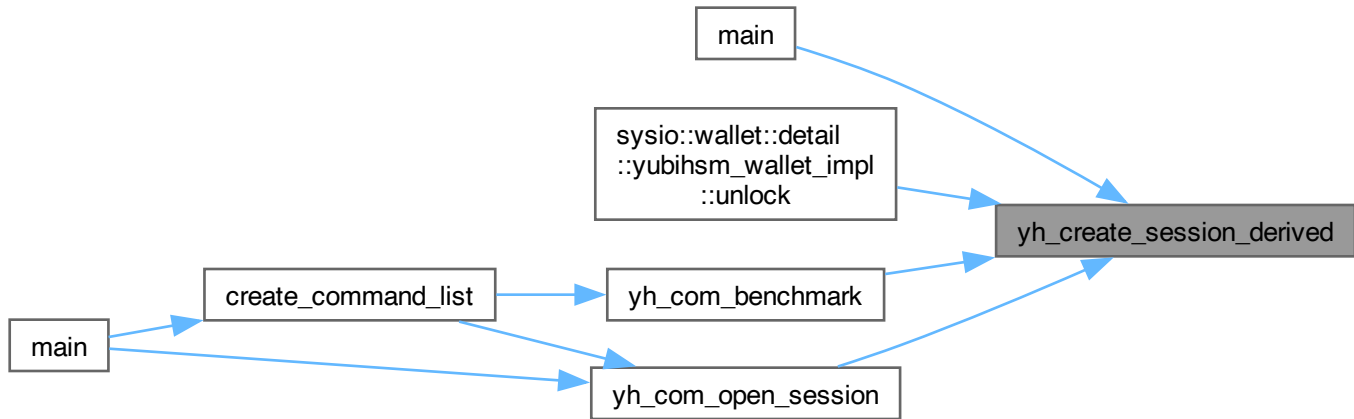 main
sysio::wallet::detail
::yubihsm_wallet_impl
::unlock
yh_create_session_derived
create_command_list
yh_com_benchmark
main
yh_com_open_session